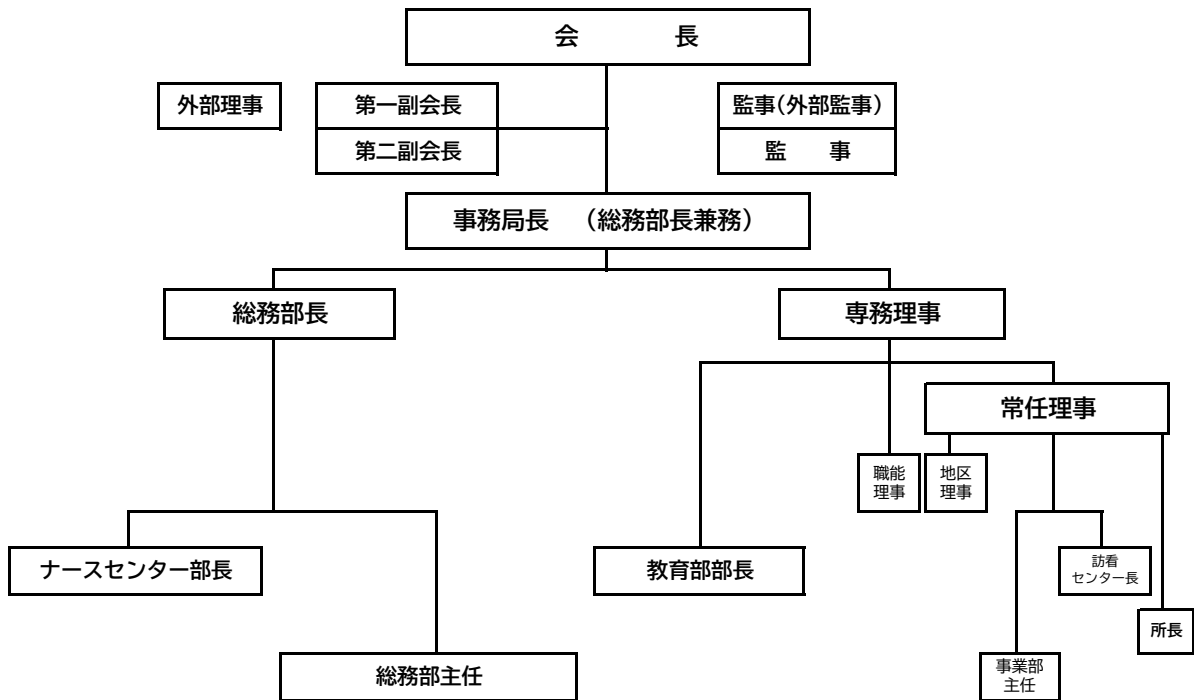 会　　　長
外部理事
第一副会長
監事（外部監事）
第二副会長
監　事
事務局長　（総務部長兼務）
総務部長
専務理事
常任理事
職能
理事
地区
理事
ナースセンター部長
教育部部長
訪看
センター長
所長
総務部主任
事業部
主任